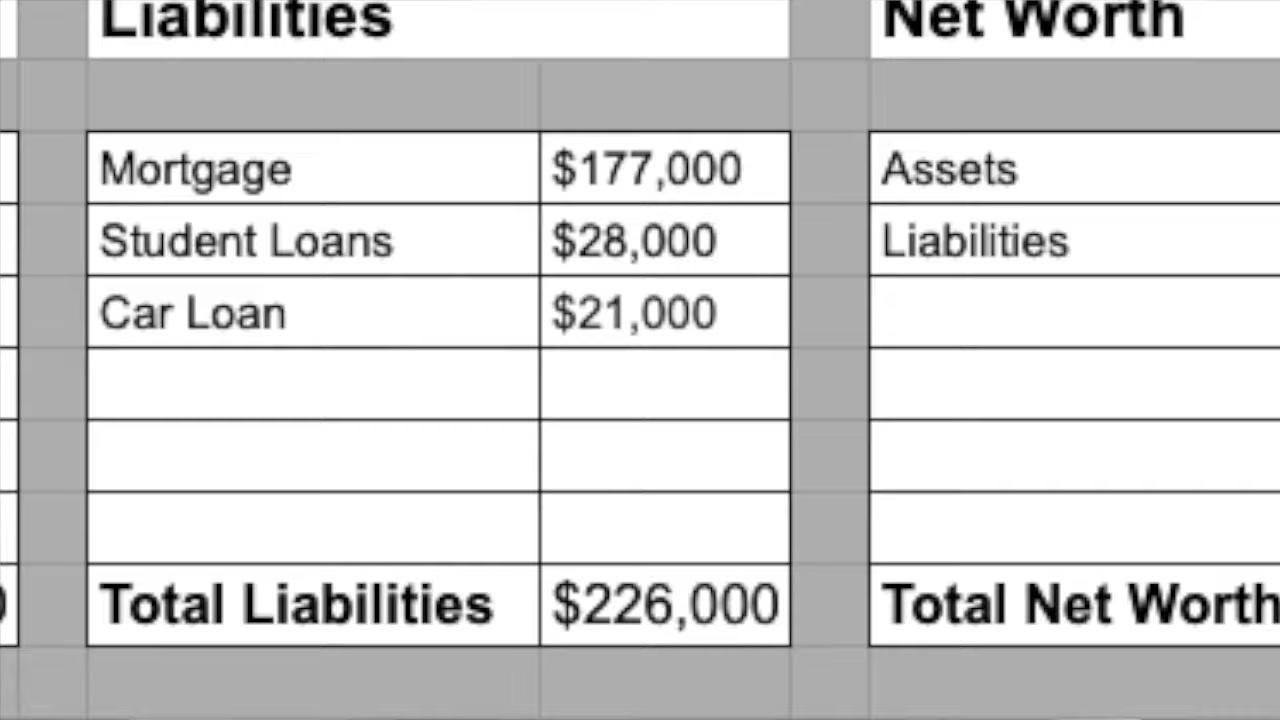 Liabilities
Net Worth
Mortgage $177,000 Assets
Student Loans $28,000 Liabilities
Car Loan $21,000
Total Liabilities $226,000 Total Net Worth